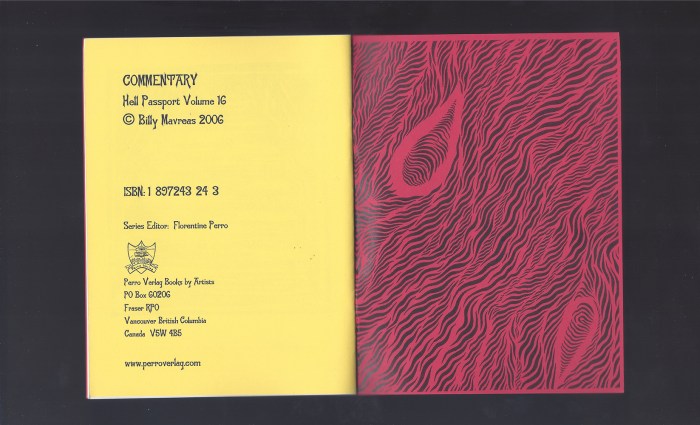 COMMENTARY
Hell Passport Volume 16
© Billy Mavreas 2006
ISBN: 1 897243 24 3
Series Editor: Florentine Perro
Perro Verlag Books by Artists
PO Box 60206
Fraser RPO
Vancouver British Columbia
Canada V5W 4B5
www.perroverlag.com